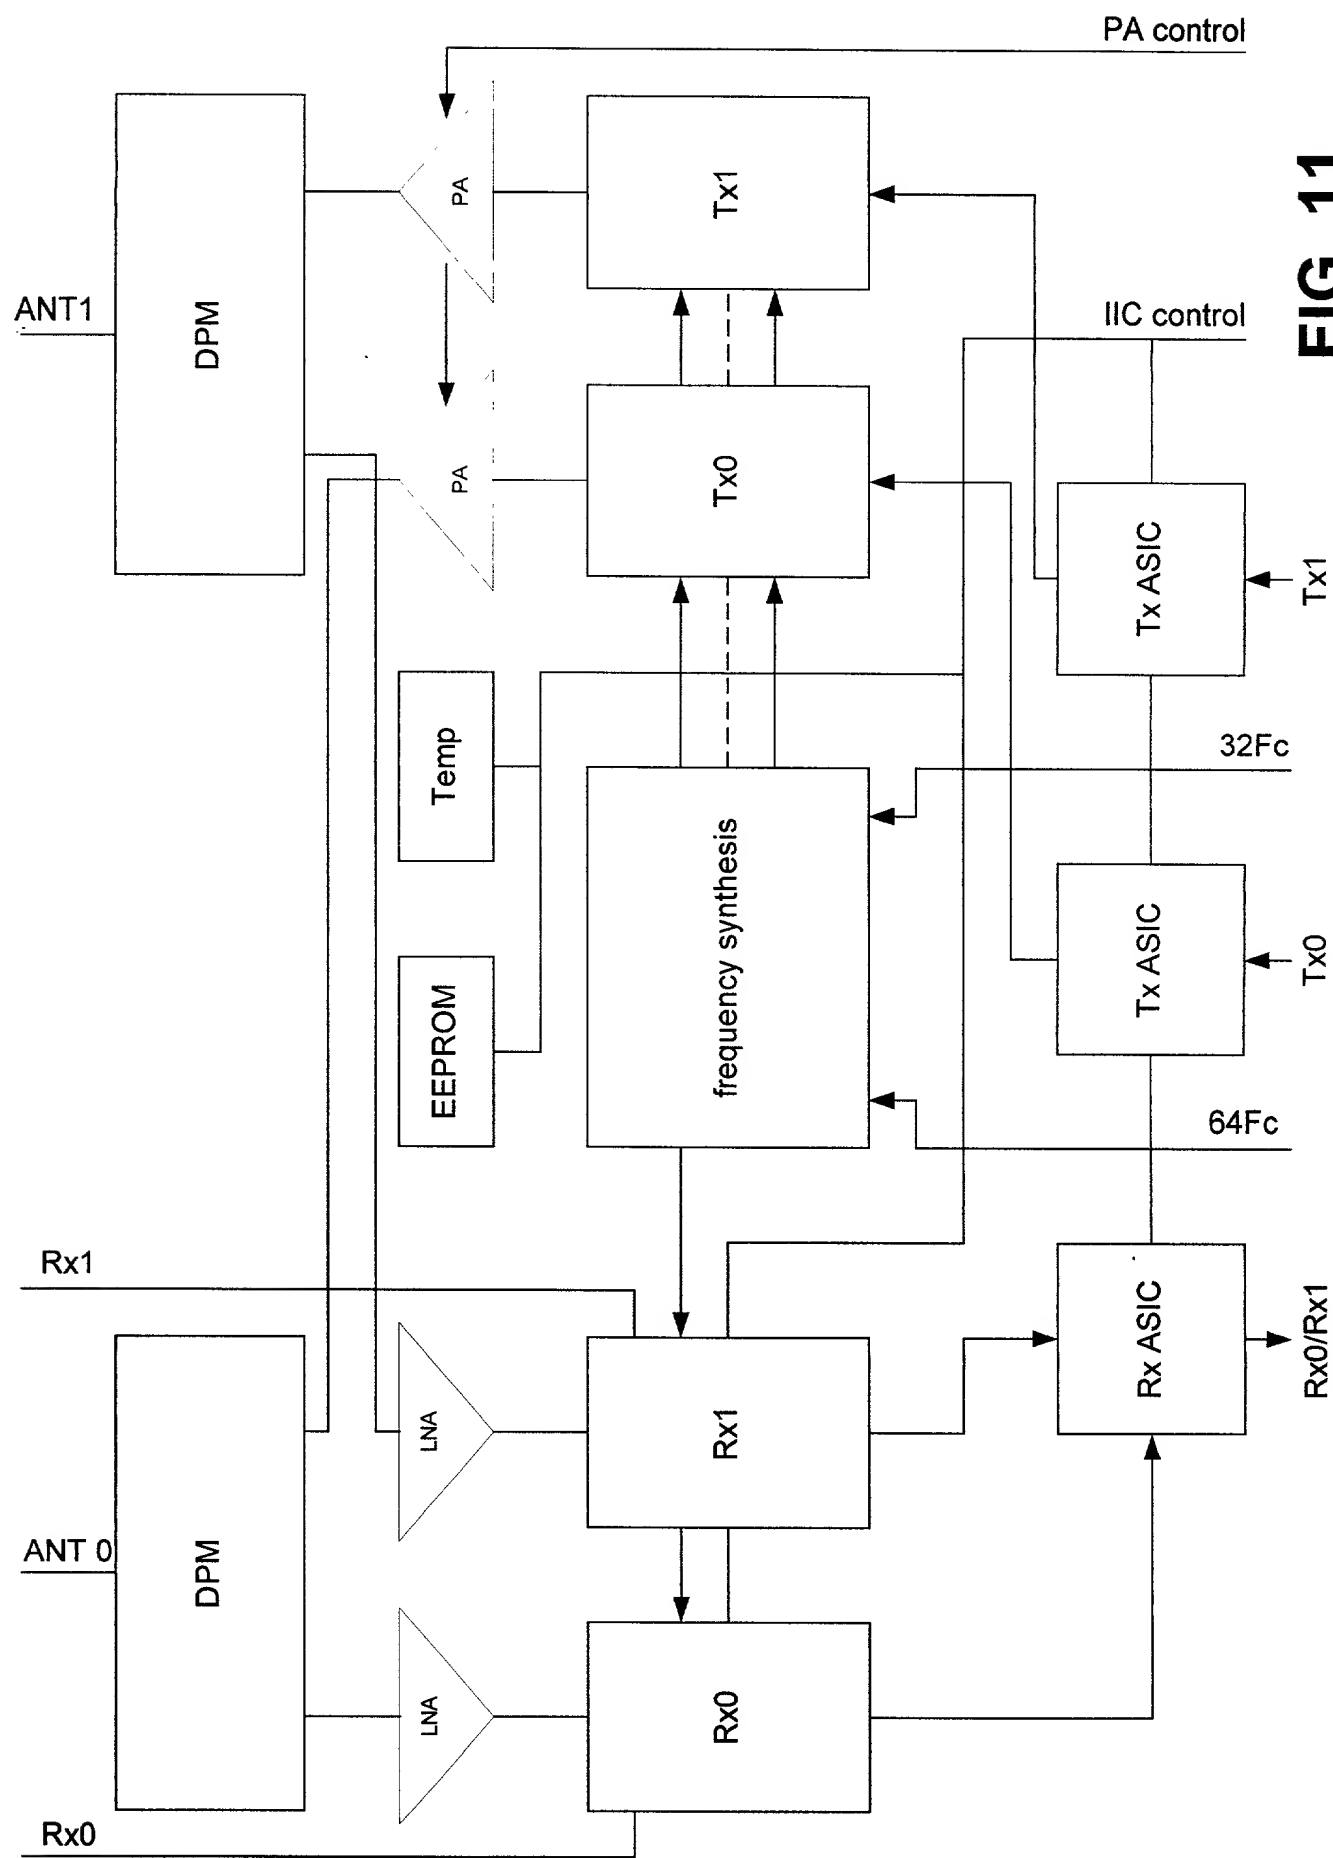 PA control
ANT1
DPM
PA
Tx1
IIC control
FIG 11
PA
Tx0
Tx ASIC
Tx1
Temp
32Fc
EEPROM
frequency synthesis
Tx ASIC
Tx0
64Fc
Rx1
ANT 0
DPM
LNA
Rx1
Rx ASIC
Rx0/Rx1
LNA
Rx0
Rx0